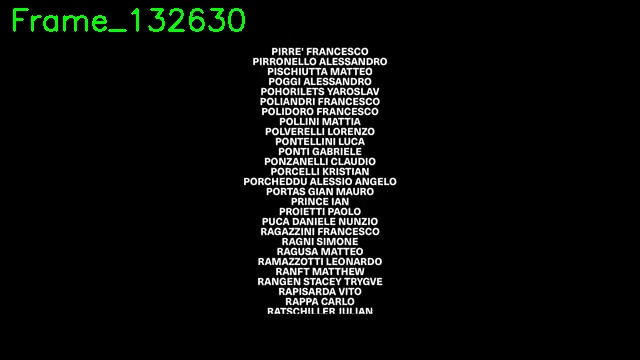 Frame_132630
PIRRE' FRANCESCO
PIRRONELLO ALESSANDRO
PISCHIUTTA MATTEO
POGGI ALESSANDRO
POHORILETS YAROSLAV
POLIANDRI FRANCESCO
POLIDORO FRANCESCO
POLLINI MATTIA
POLVERELLI LORENZO
PONTELLINI LUCA
PONTI GABRIELE
PONZANELLI CLAUDIO
PORCELLI KRISTIAN
PORCHEDDU ALESSIO ANGELO
PORTAS GIAN MAURO
PRINCE IAN
PROIETTI PAOLO
PUCA DANIELE NUNZIO
RAGAZZINI FRANCESCO
RAGNI SIMONE
RAGUSA MATTEO
RAMAZZOTTI LEONARDO
RANFT MATTHEW
RANGEN STACEY TRYGVE
RAPISARDA VITO
RAPPA CARLO
RATSCHILLER JULIAN